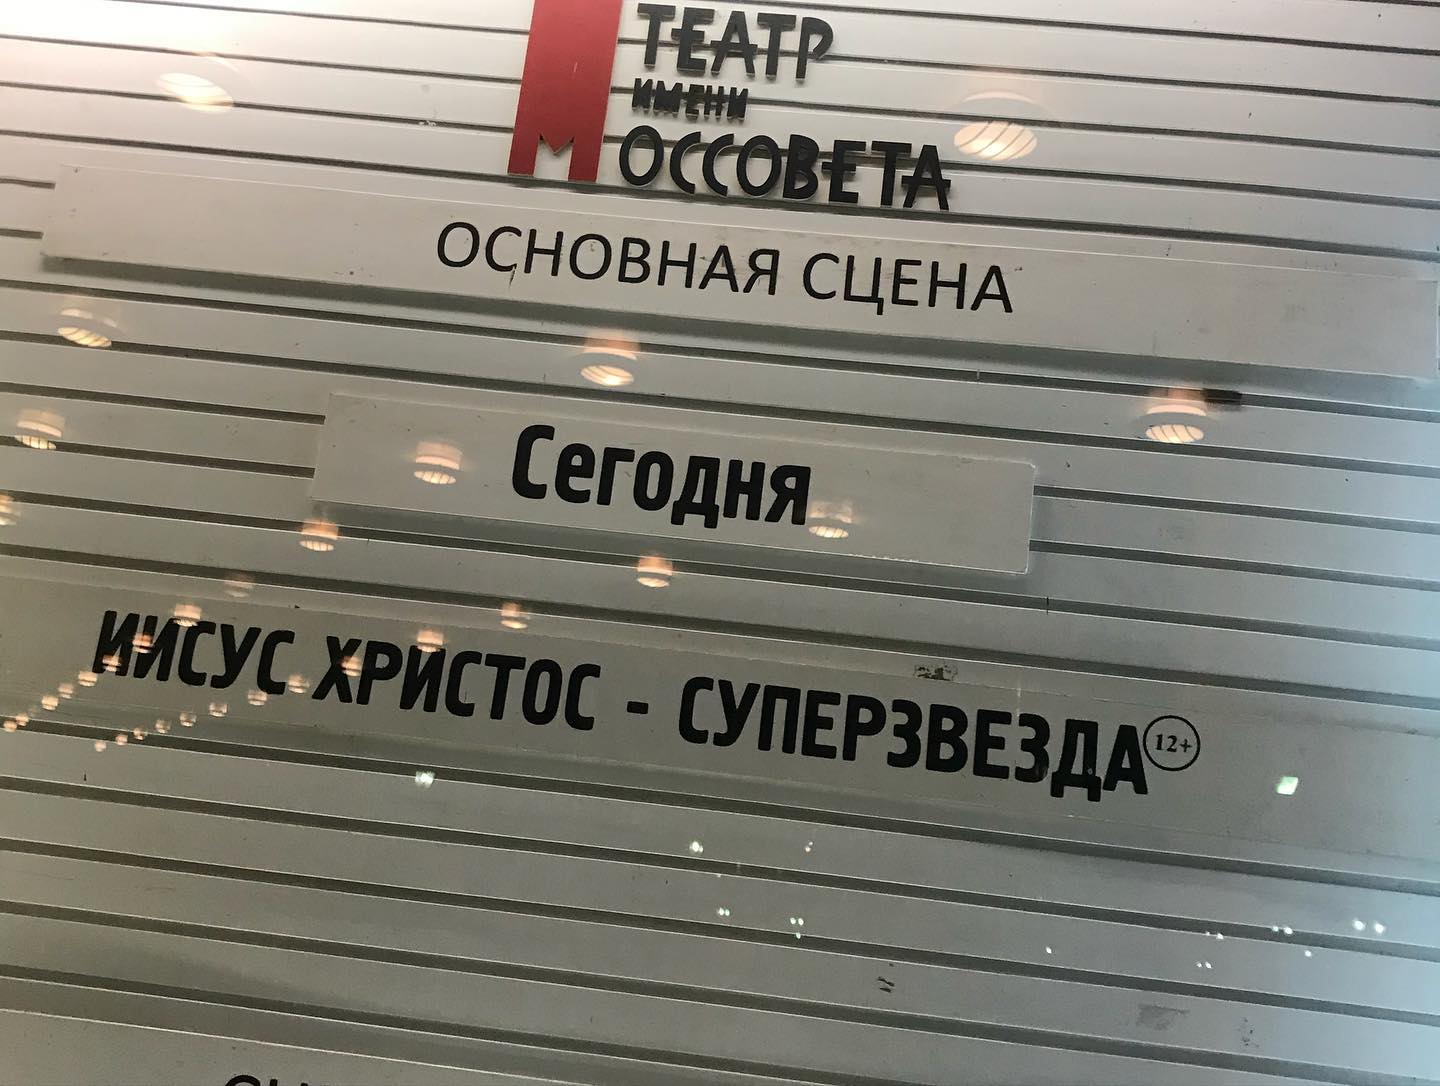 ТЕАТР
ИМЕНИ
МОССОВЕТА
ОСНОВНАЯ СЦЕНА
Сегодня
ИИСУС ХРИСТОС - СУПЕРЗВЕЗДА 12+